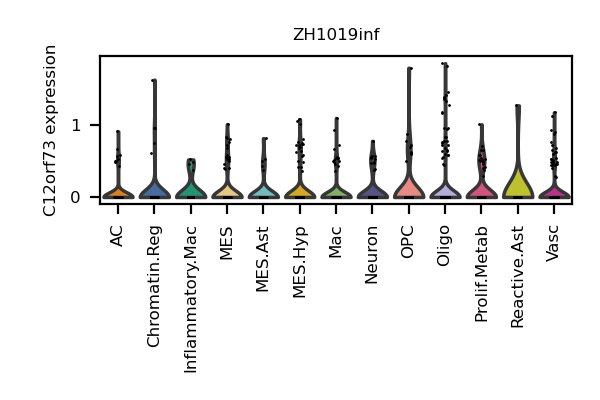 ZH1019inf
C12orf73 expression
1
0
AC
Chromatin.Reg
Inflammatory.Mac
MES
MES.Ast
MES.Hyp
Mac
Neuron
OPC
Oligo
Prolif.Metab
Reactive.Ast
Vasc